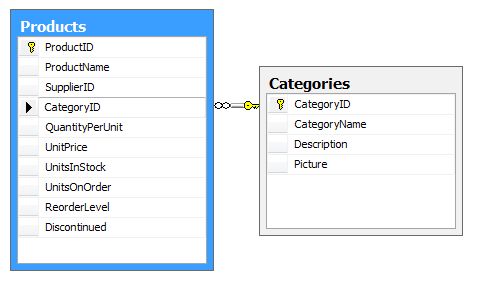 Products
ProductID
ProductName
SupplierID
CategoryID
QuantityPerUnit
UnitPrice
UnitsInStock
UnitsOnOrder
ReorderLevel
Discontinued
Categories
CategoryID
CategoryName
Description
Picture